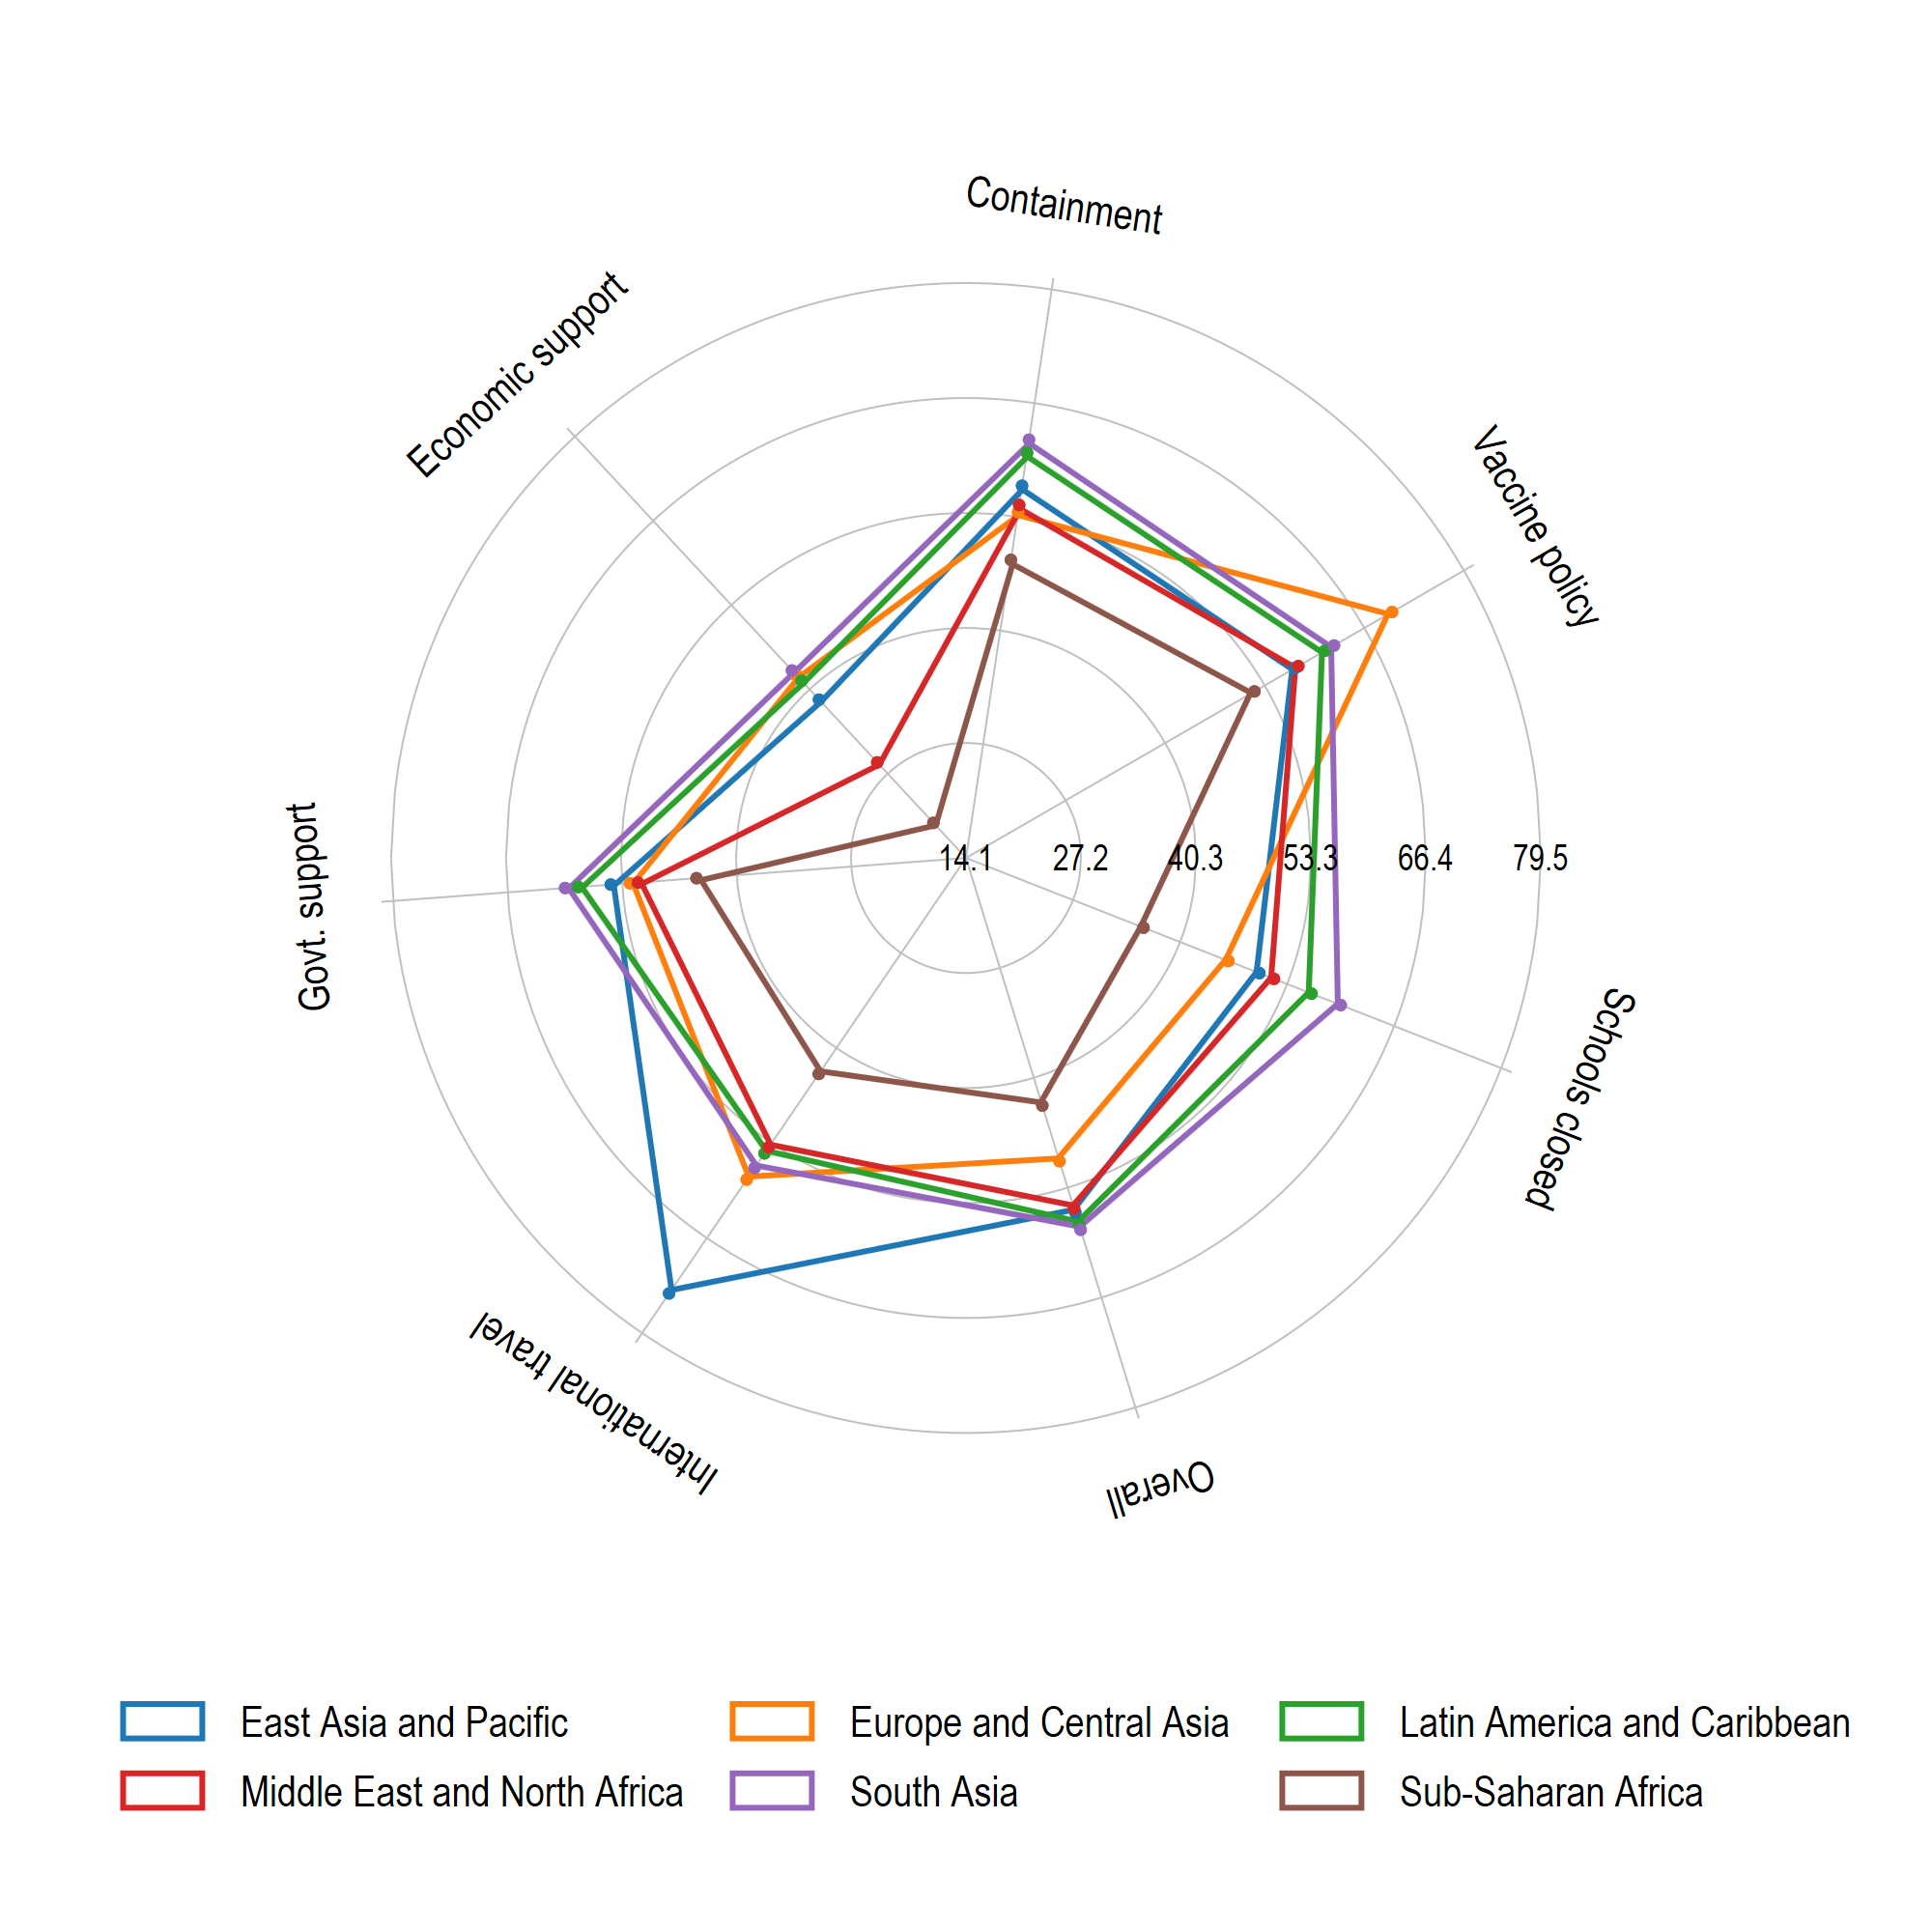 Containment
Vaccine policy
Economic support
Govt. support
14.1 27.2 40.3 53.3 66.4 79.5
Schools closed
International travel
Overall
East Asia and Pacific
Europe and Central Asia
Latin America and Caribbean
Middle East and North Africa
South Asia
Sub-Saharan Africa